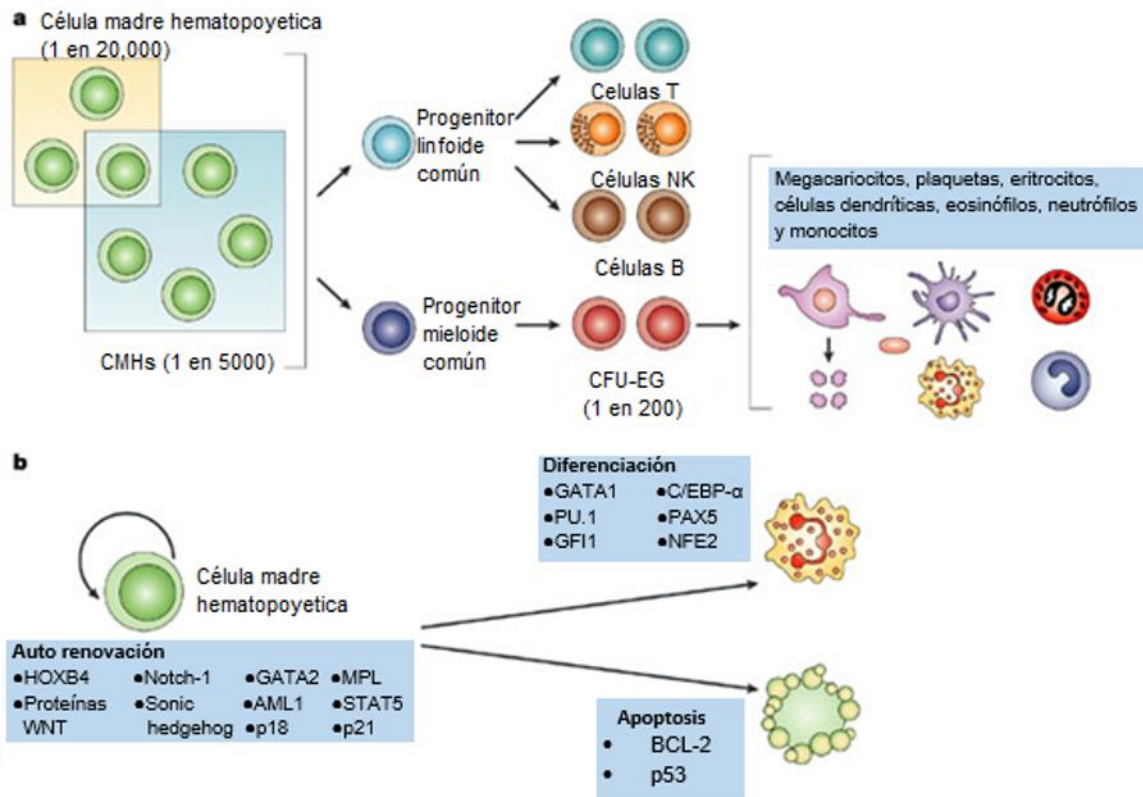 a Célula madre hematopoyetica
(1 en 20,000)
CMHs (1 en 5000)
Progenitor
linfoide
común
Progenitor
mieloide
común
Celulas T
Células NK
Células B
CFU-EG
(1 en 200)
Megacariocitos, plaquetas, eritrocitos,
células dendríticas, eosinófilos, neutrófilos
y monocitos
b
Célula madre
hematopoyetica
Auto renovación
●HOXB4 ●Notch-1 ●GATA2 ●MPL
●Proteínas ●Sonic ●AML1 ●STAT5
WNT hedgehog ●p18 ●p21
Diferenciación
●GATA1 ●C/EBP-α
●PU.1 ●PAX5
●GFI1 ●NFE2
Apoptosis
• BCL-2
• p53